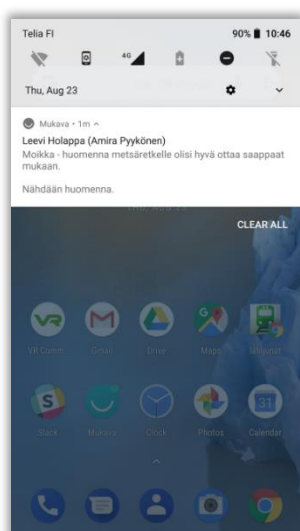 Telia FI 90% 10:46
4G
Thu, Aug 23
Mukava • 1m
Leevi Holappa (Amira Pyykönen)
Moikka - huomenna metsäretkelle olisi hyvä ottaa saappaat
mukaan.
Nähdään huomenna.
CLEAR ALL
VR Comm Gmail Drive Maps
Slack Mukava Clock Photos Calendar